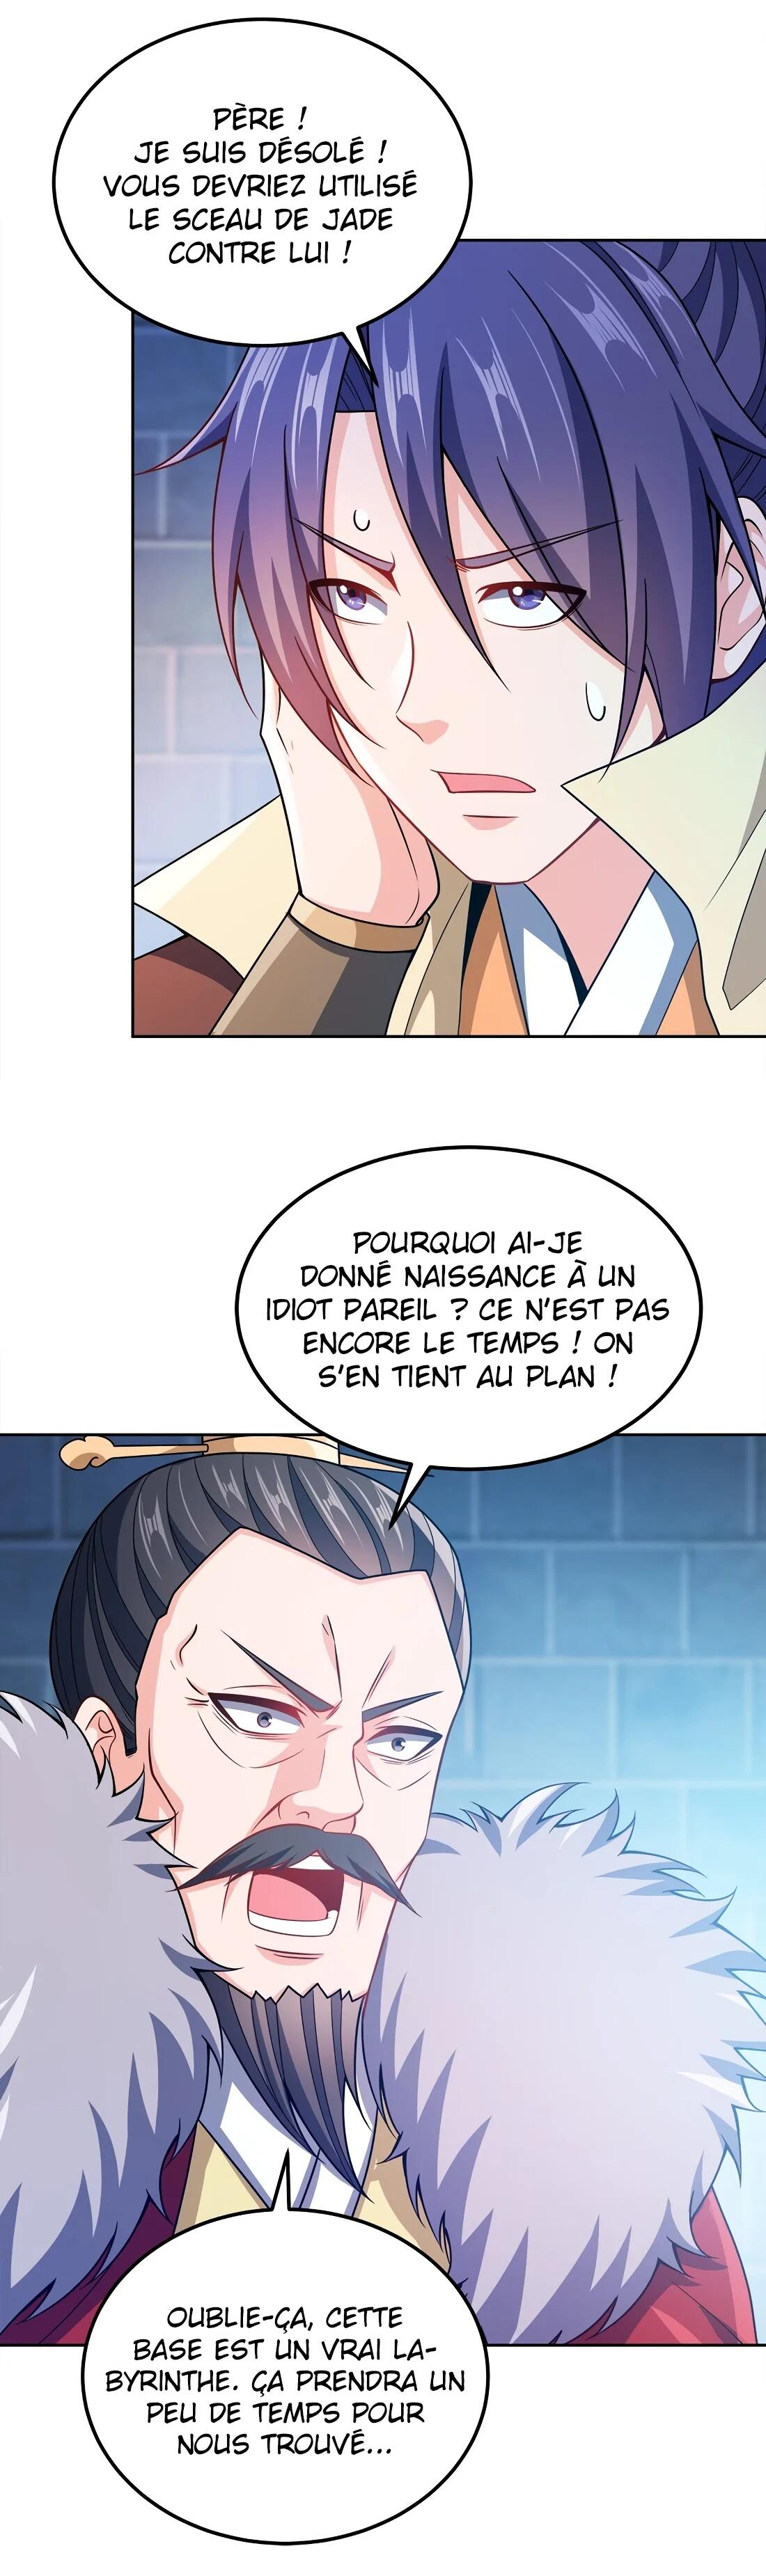 PÈRE !
JE SUIS DÉSOLÉ !
VOUS DEVRIEZ UTILISÉ
LE SCEAU DE JADE
CONTRE LUI !
POURQUOI AI-JE
DONNÉ NAISSANCE À UN
IDIOT PAREIL ? CE N'EST PAS
ENCORE LE TEMPS ! ON
S'EN TIENT AU PLAN !
OUBLIE-ÇA, CETTE
BASE EST UN VRAI LA-
BYRINTHE. ÇA PRENDRA UN
PEU DE TEMPS POUR
NOUS TROUVÉ...